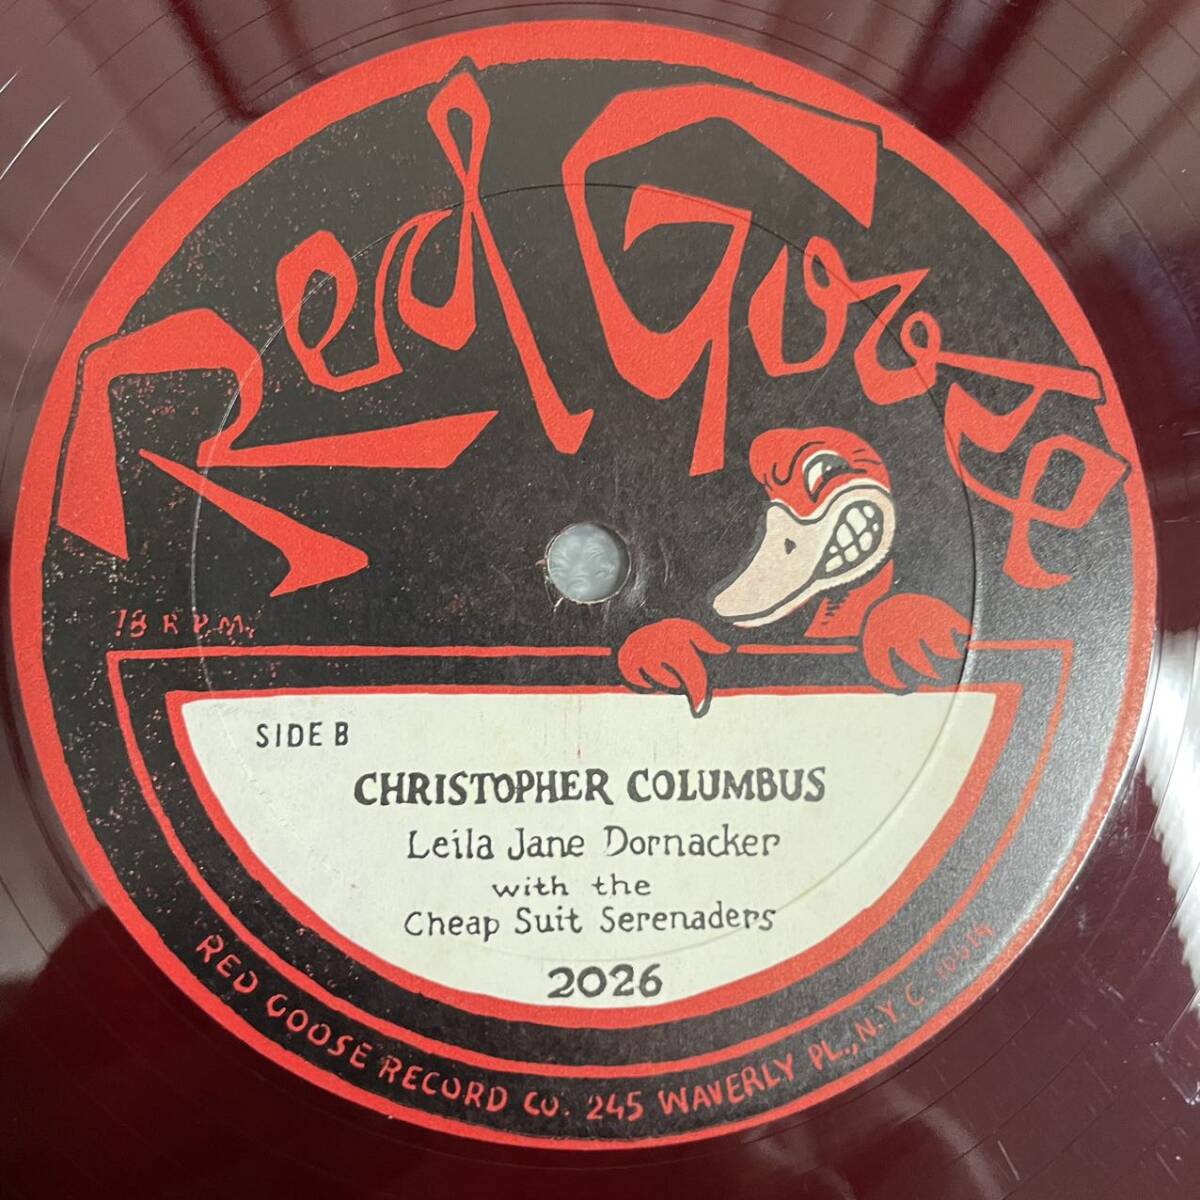 Red Goose
78 R.P.M.
SIDE B
CHRISTOPHER COLUMBUS
Leila Jane Dornacker
with the
Cheap Suit Serenaders
2026
RED GOOSE RECORD CO. 245 WAVERLY PL., N.Y.C. 10014